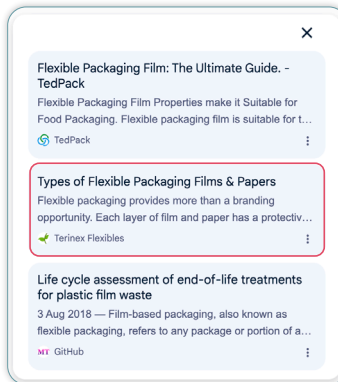 Flexible Packaging Film: The Ultimate Guide. -
TedPack
Flexible Packaging Film Properties make it Suitable for
Food Packaging. Flexible packaging film is suitable for t...
TedPack
Types of Flexible Packaging Films & Papers
Flexible packaging provides more than a branding
opportunity. Each layer of film and paper has a protectiv...
Terinex Flexibles
Life cycle assessment of end-of-life treatments
for plastic film waste
3 Aug 2018 — Film-based packaging, also known as
flexible packaging, refers to any package or portion of a...
MT GitHub